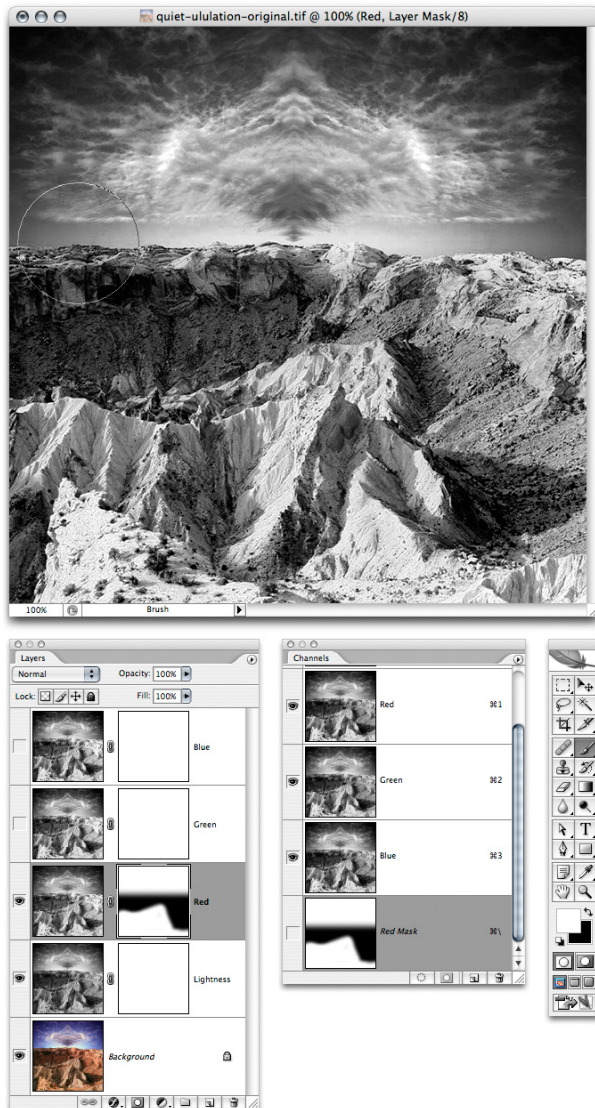 quiet-ululation-original.tif @ 100% (Red, Layer Mask/8)
100%
Brush
Layers
Normal
Opacity: 100%
Lock:
Fill: 100%
Blue
Green
Red
Lightness
Background
Channels
Red ⌘1
Green ⌘2
Blue ⌘3
Red Mask ⌘\
T